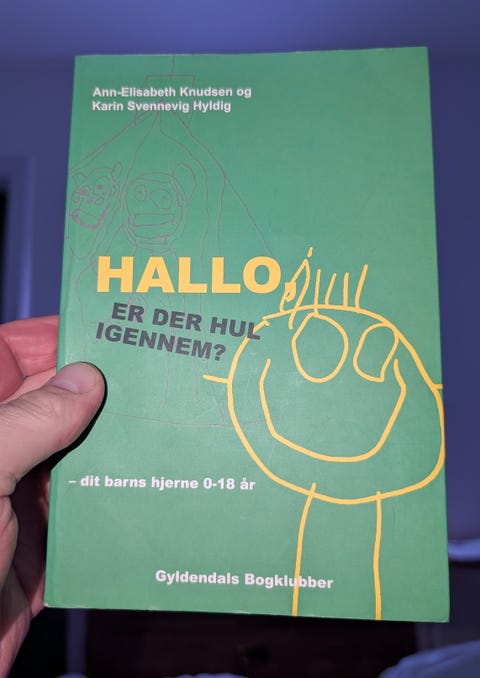 Ann-Elisabeth Knudsen og
Karin Svennevig Hyldig
HALLO,
ER DER HUL
IGENNEM?
– dit barns hjerne 0-18 år
Gyldendals Bogklubber